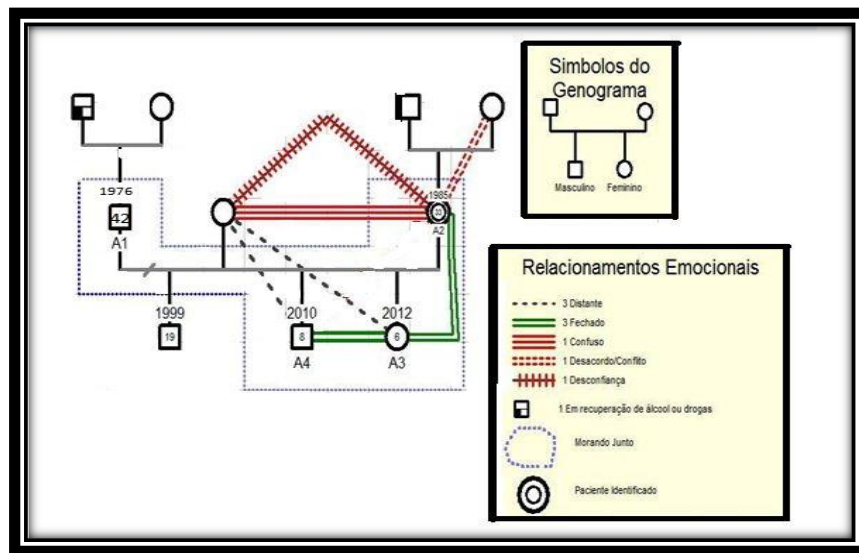 Simbolos do
Genograma
Masculino
Feminino
1976
42
A1
1985
33
A2
1999
19
2010
8
A4
2012
6
A3
Relacionamentos Emocionais
3 Distante
3 Fechado
1 Confuso
1 Desacordo/Conflito
1 Desconfiança
1 Em recuperação de álcool ou drogas
Morando Junto
Paciente Identificado